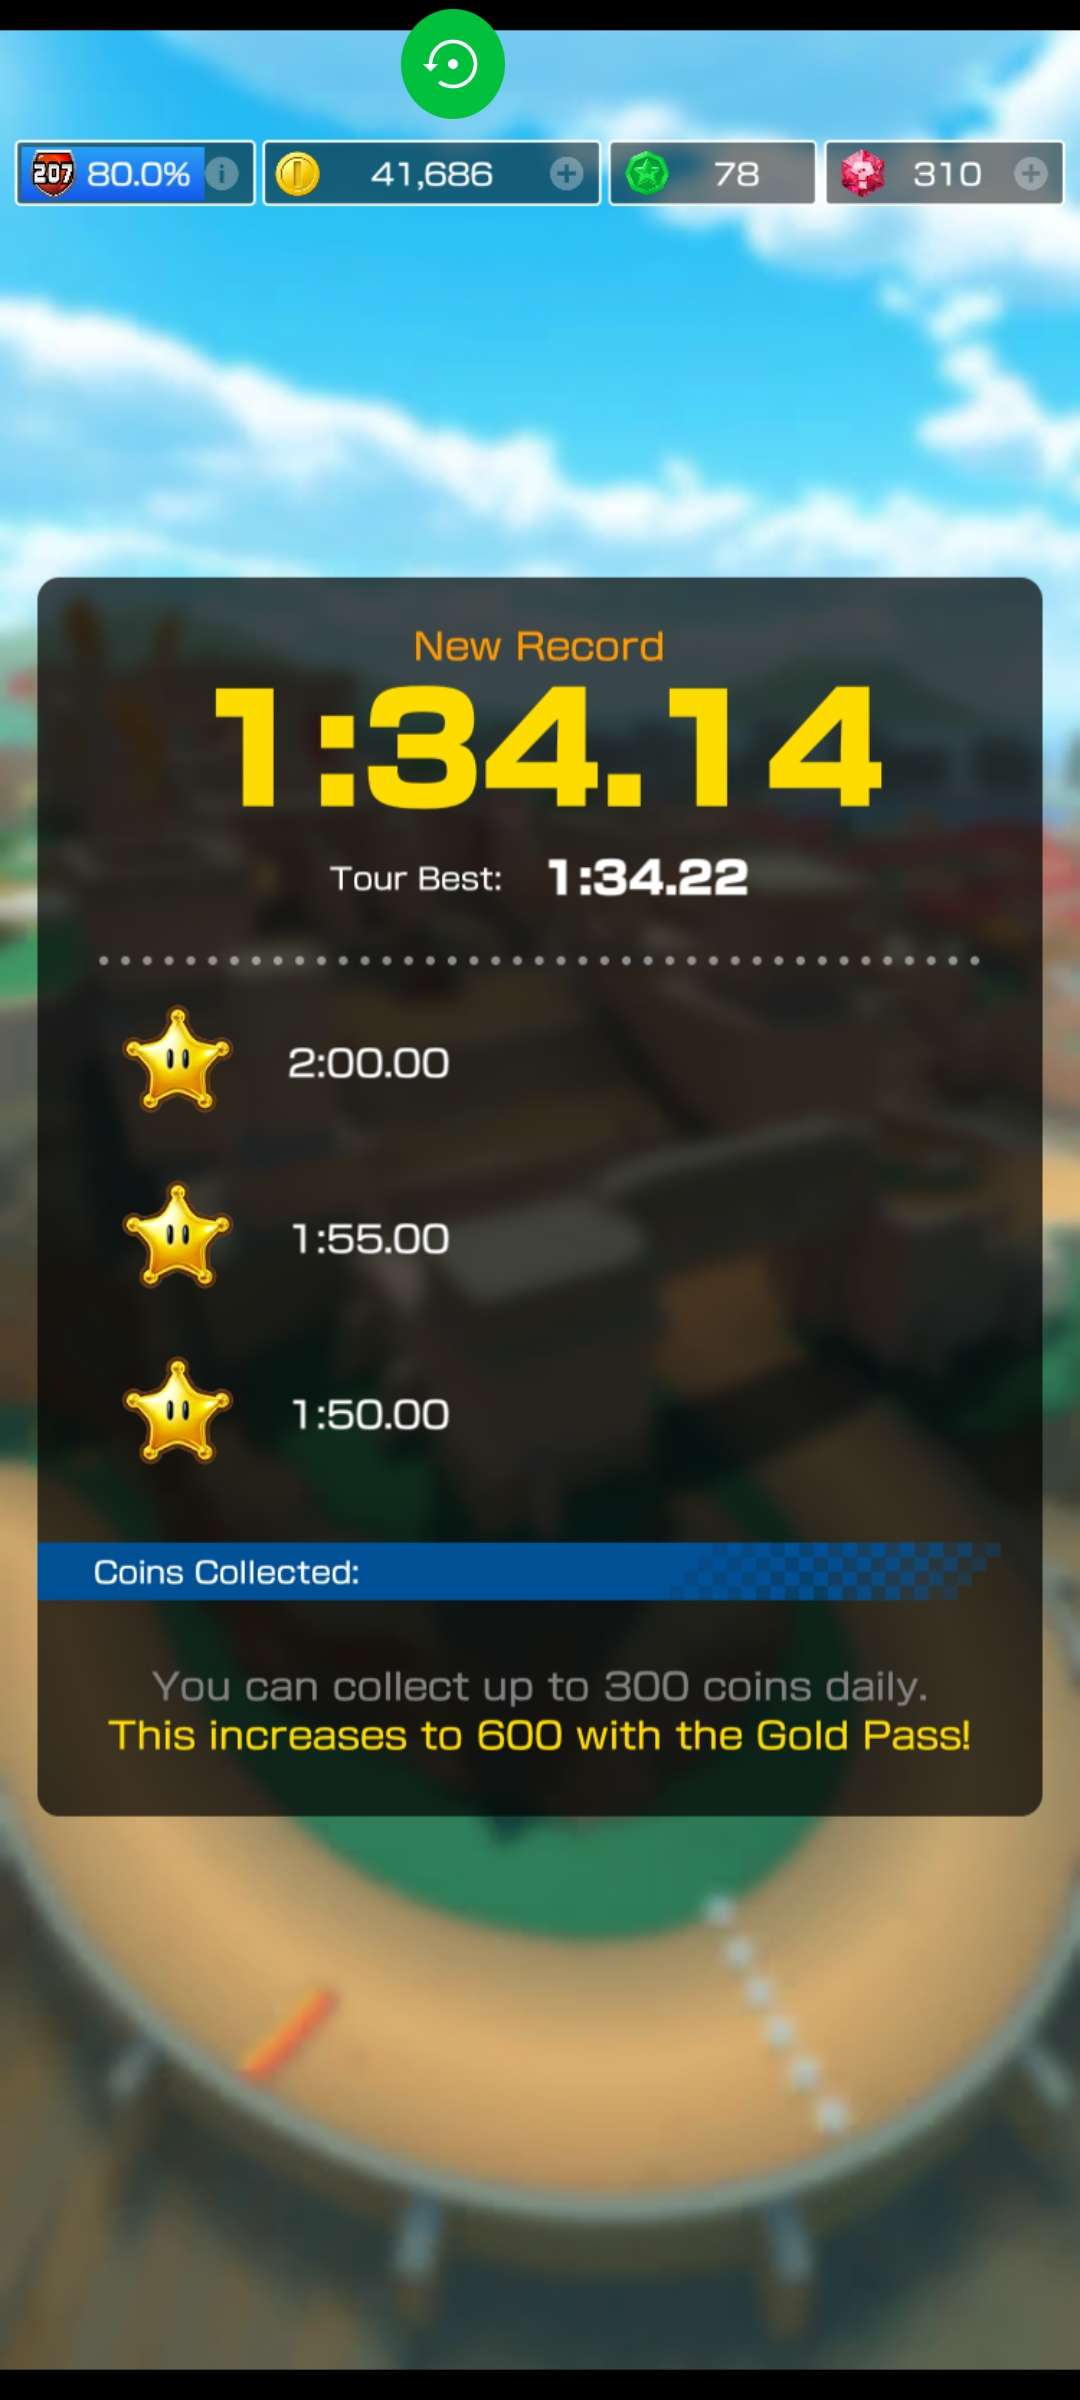 207 80.0% i 41,686 + 78 310 +
New Record
1:34.14
Tour Best: 1:34.22
2:00.00
1:55.00
1:50.00
Coins Collected:
You can collect up to 300 coins daily.
This increases to 600 with the Gold Pass!